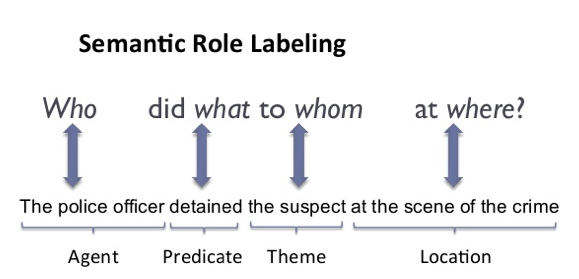 Semantic Role Labeling
Who did what to whom at where?
The police officer detained the suspect at the scene of the crime
Agent Predicate Theme Location